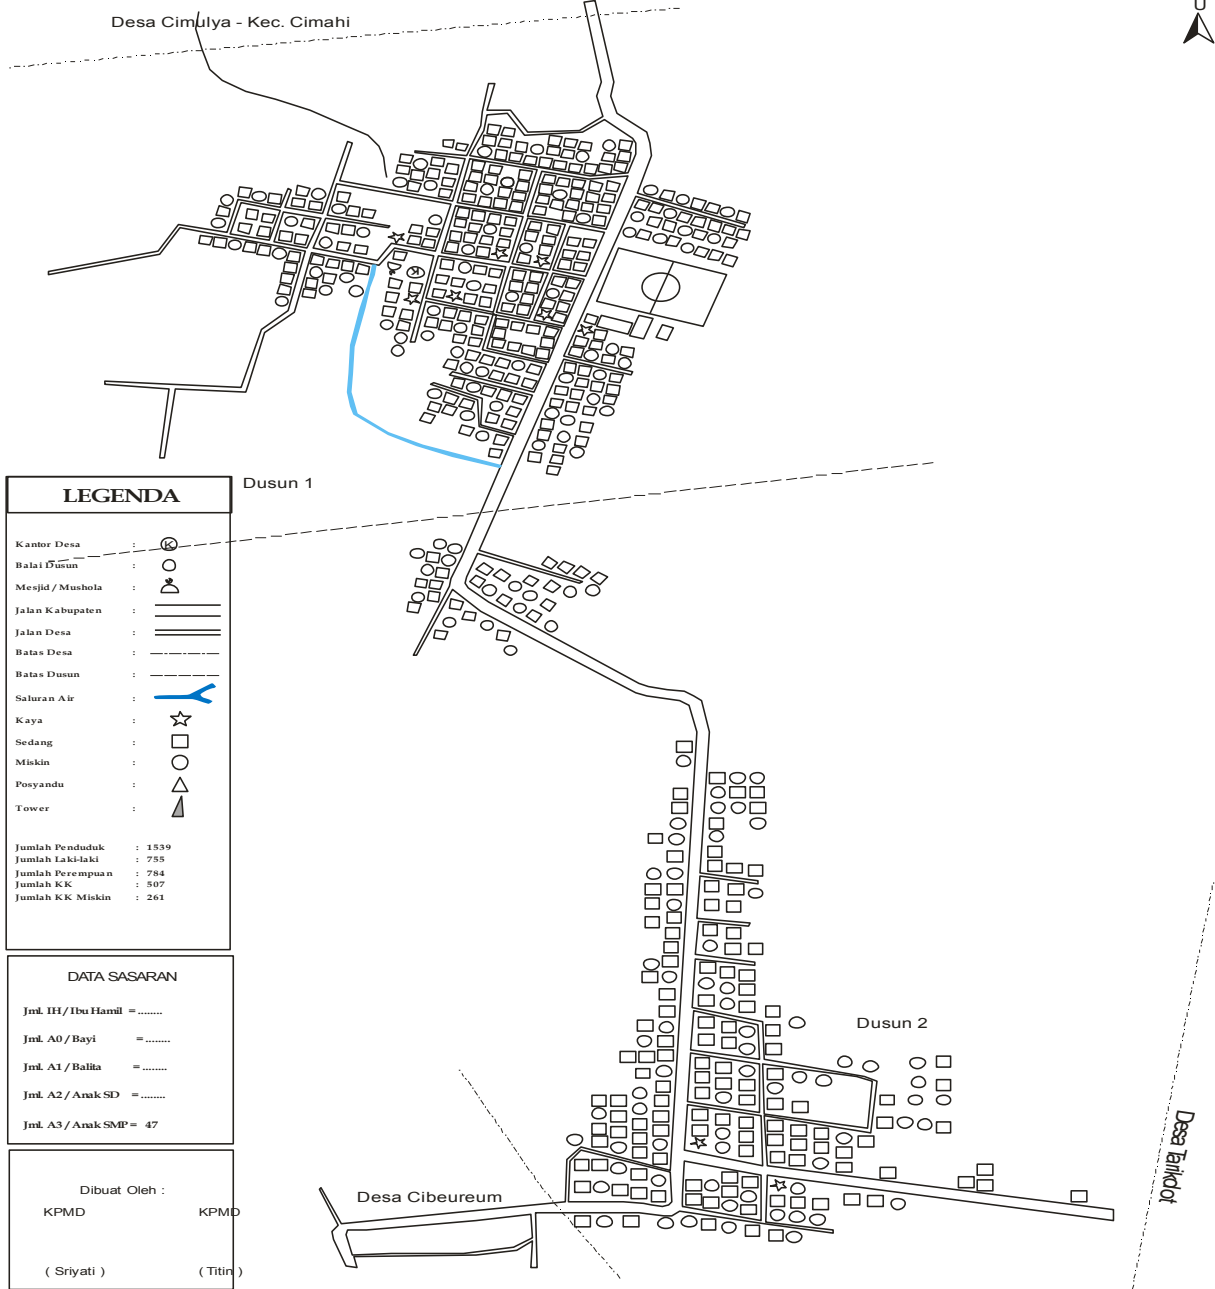 U
Desa Cimulya - Kec. Cimahi
K
Dusun 1
LEGENDA
Kantor Desa : K
Balai Dusun :
Mesjid / Mushola :
Jalan Kabupaten :
Jalan Desa :
Batas Desa :
Batas Dusun :
Saluran Air :
Kaya :
Sedang :
Miskin :
Posyandu :
Tower :
Jumlah Penduduk : 1539
Jumlah Laki-laki : 755
Jumlah Perempuan : 784
Jumlah KK : 507
Jumlah KK Miskin : 261
DATA SASARAN
Jml. IH / Ibu Hamil = ........
Jml. A0 / Bayi = ........
Jml. A1 / Balita = ........
Jml. A2 / Anak SD = ........
Jml. A3 / Anak SMP = 47
Dibuat Oleh :
KPMD KPMD
( Sriyati ) ( Titin )
Dusun 2
Desa Cibeureum
Desa Tarikolot